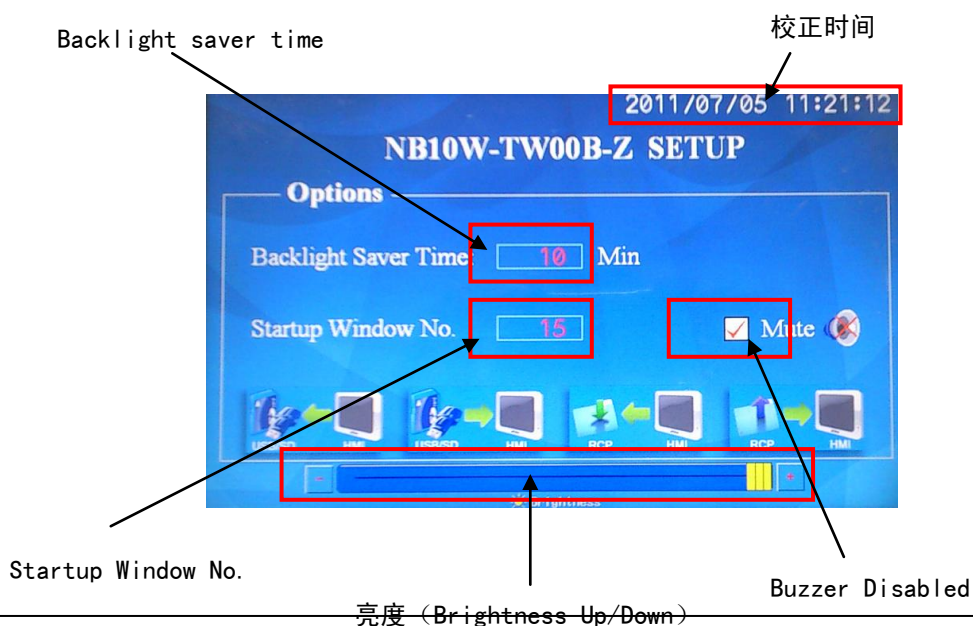 Backlight saver time
校正时间
2011/07/05 11:21:12
NB10W-TW00B-Z SETUP
Options
Backlight Saver Time: 10 Min
Startup Window No. 15 Mute
USB/SD HMI USB/SD HMI RCP HMI RCP HMI
- +
Brightness
Startup Window No.
Buzzer Disabled
亮度（Brightness Up/Down）